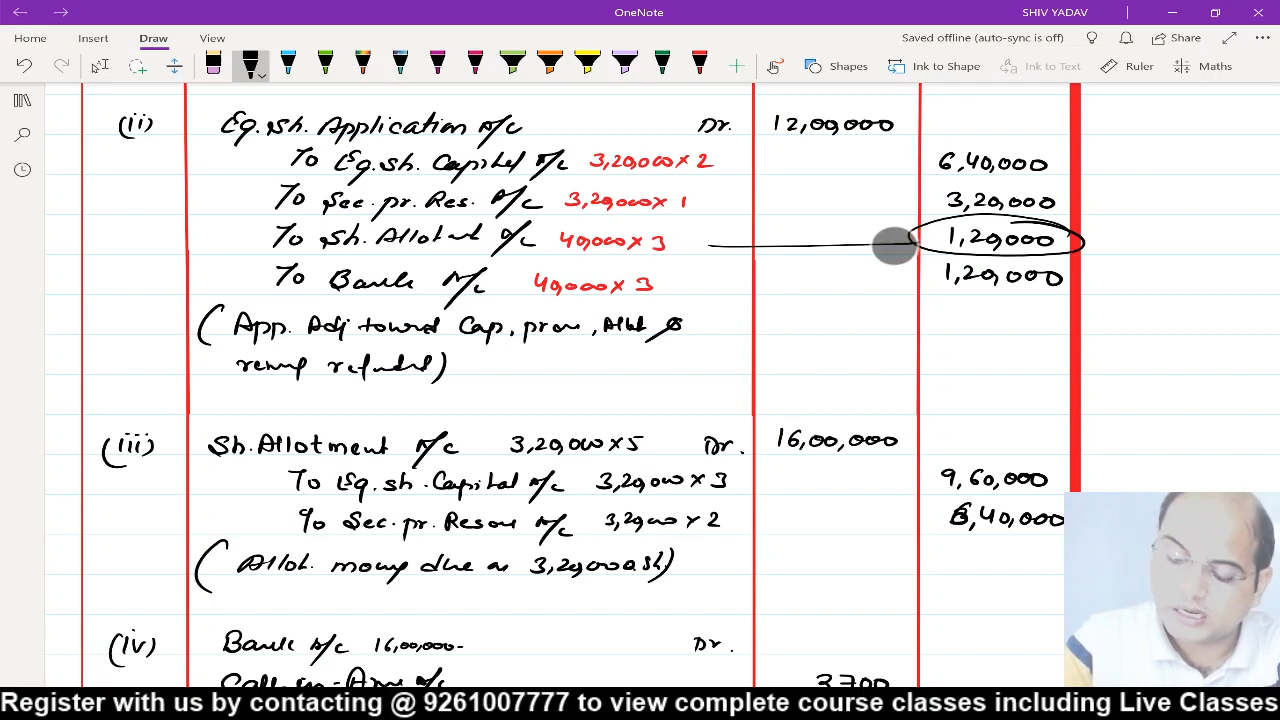 OneNote
SHIV YADAV
Home Insert Draw View
Saved offline (auto-sync is off)
Share
Shapes
Ink to Shape
Ink to Text
Ruler
Maths
(ii) Eq. Sh. Application A/c Dr. 12,00,000
To Eq. Sh. Capital A/c 3,20,000 × 2 6,40,000
To Sec. pr. Res. A/c 3,20,000 × 1 3,20,000
To Sh. Allotment A/c 40,000 × 3 1,20,000
To Bank A/c 40,000 × 3 1,20,000
(App. Adj toward Cap, prem, Allot
refunded)
(iii) Sh. Allotment A/c 3,20,000 × 5 Dr. 16,00,000
To Eq. sh. Capital A/c 3,20,000 × 3 9,60,000
To Sec. pr. Reserve A/c 3,20,000 × 2 6,40,000
(Allot. money due on 3,20,000 sh)
(iv) Bank A/c 16,00,000- Dr.
3700
Register with us by contacting @ 9261007777 to view complete course classes including Live Classes